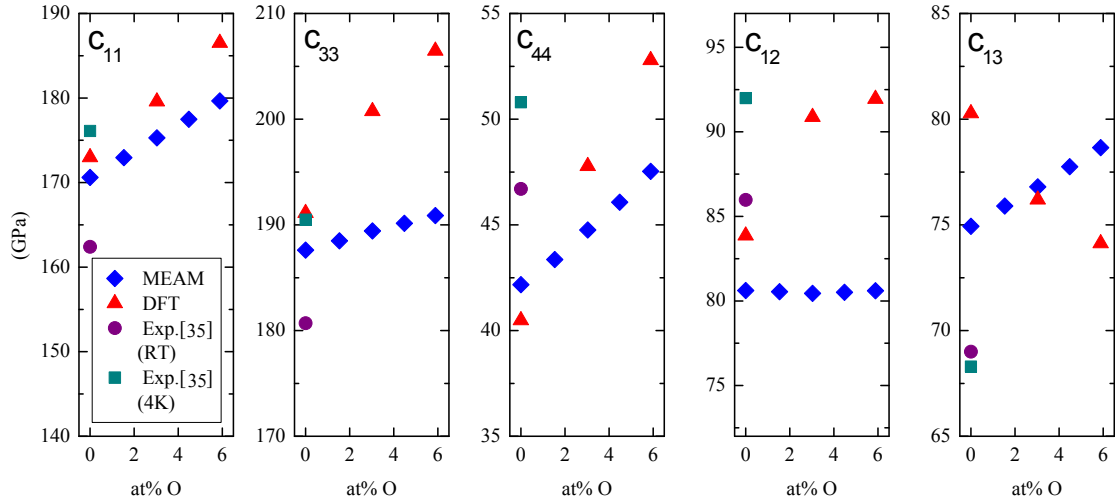 C11
C33
C44
C12
C13
190
180
170
160
150
140
210
200
190
180
170
55
50
45
40
35
95
90
85
80
75
85
80
75
70
65
((GPa)
MEAM
DFT
Exp.[35]
(RT)
Exp.[35]
(4K)
0 2 4 6
0 2 4 6
0 2 4 6
0 2 4 6
0 2 4 6
at% O
at% O
at% O
at% O
at% O